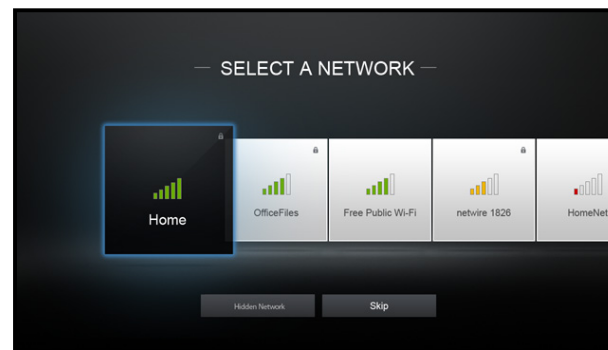 SELECT A NETWORK
Home
OfficeFiles
Free Public Wi-Fi
netwire 1826
HomeNet
Hidden Network
Skip